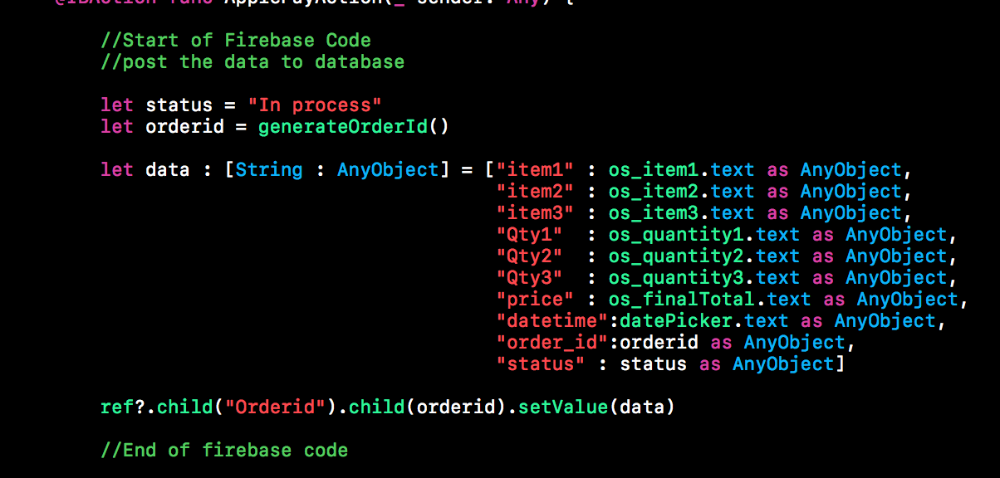 @IBAction func ApplePayAction(_ sender: Any) {
//Start of Firebase Code
//post the data to database
let status = "In process"
let orderid = generateOrderId()
let data : [String : AnyObject] = ["item1" : os_item1.text as AnyObject,
"item2" : os_item2.text as AnyObject,
"item3" : os_item3.text as AnyObject,
"Qty1"  : os_quantity1.text as AnyObject,
"Qty2"  : os_quantity2.text as AnyObject,
"Qty3"  : os_quantity3.text as AnyObject,
"price" : os_finalTotal.text as AnyObject,
"datetime":datePicker.text as AnyObject,
"order_id":orderid as AnyObject,
"status" : status as AnyObject]
ref?.child("Orderid").child(orderid).setValue(data)
//End of firebase code